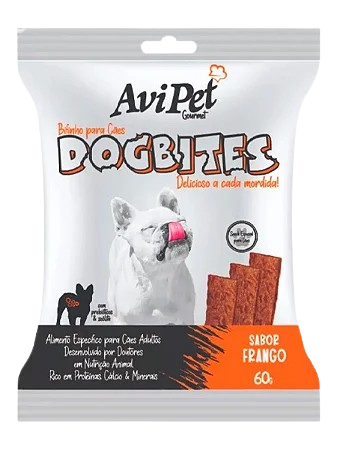 AviPet
Gourmet
Bifinho para Cães
DOGBITES
Delicioso a cada mordida!
com
probióticos
& zeólita
Alimento Específico para Cães Adultos
Desenvolvido por Doutores
em Nutrição Animal
Rico em Proteínas Cálcio & Minerais
SABOR
FRANGO
60g